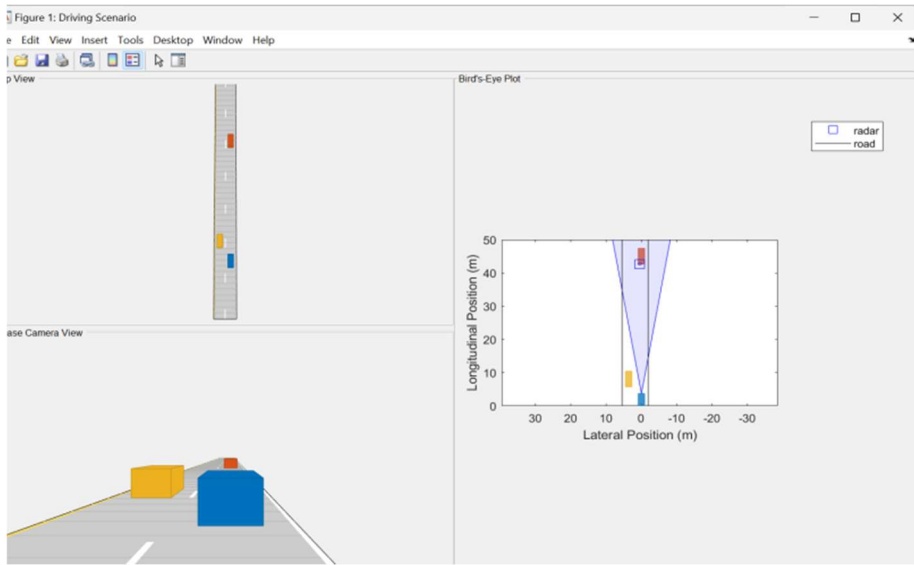 Figure 1: Driving Scenario
e Edit View Insert Tools Desktop Window Help
p View
Bird's-Eye Plot
radar
road
50
40
30
20
10
0
Longitudinal Position (m)
30 20 10 0 -10 -20 -30
Lateral Position (m)
ase Camera View